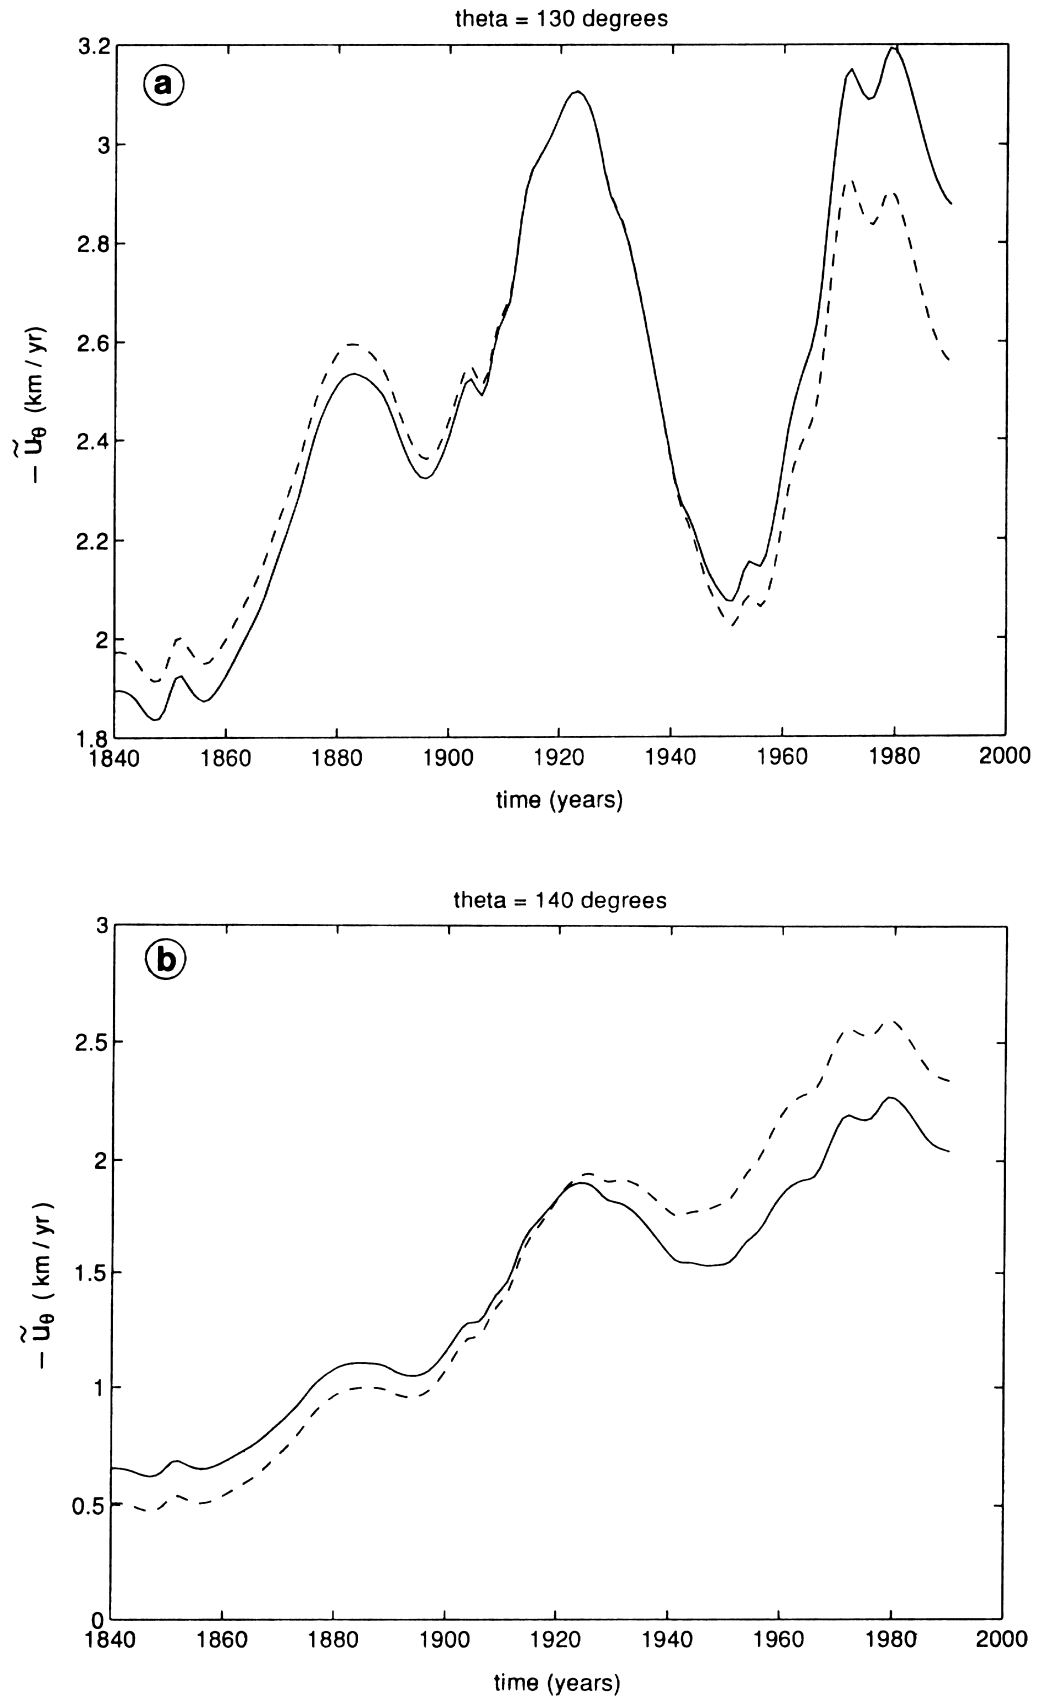 theta = 130 degrees
a
3.2
3
2.8
2.6
2.4
2.2
2
1.8
− ũθ (km / yr)
1840 1860 1880 1900 1920 1940 1960 1980 2000
time (years)
theta = 140 degrees
b
3
2.5
2
1.5
1
0.5
0
− ũθ ( km / yr )
1840 1860 1880 1900 1920 1940 1960 1980 2000
time (years)